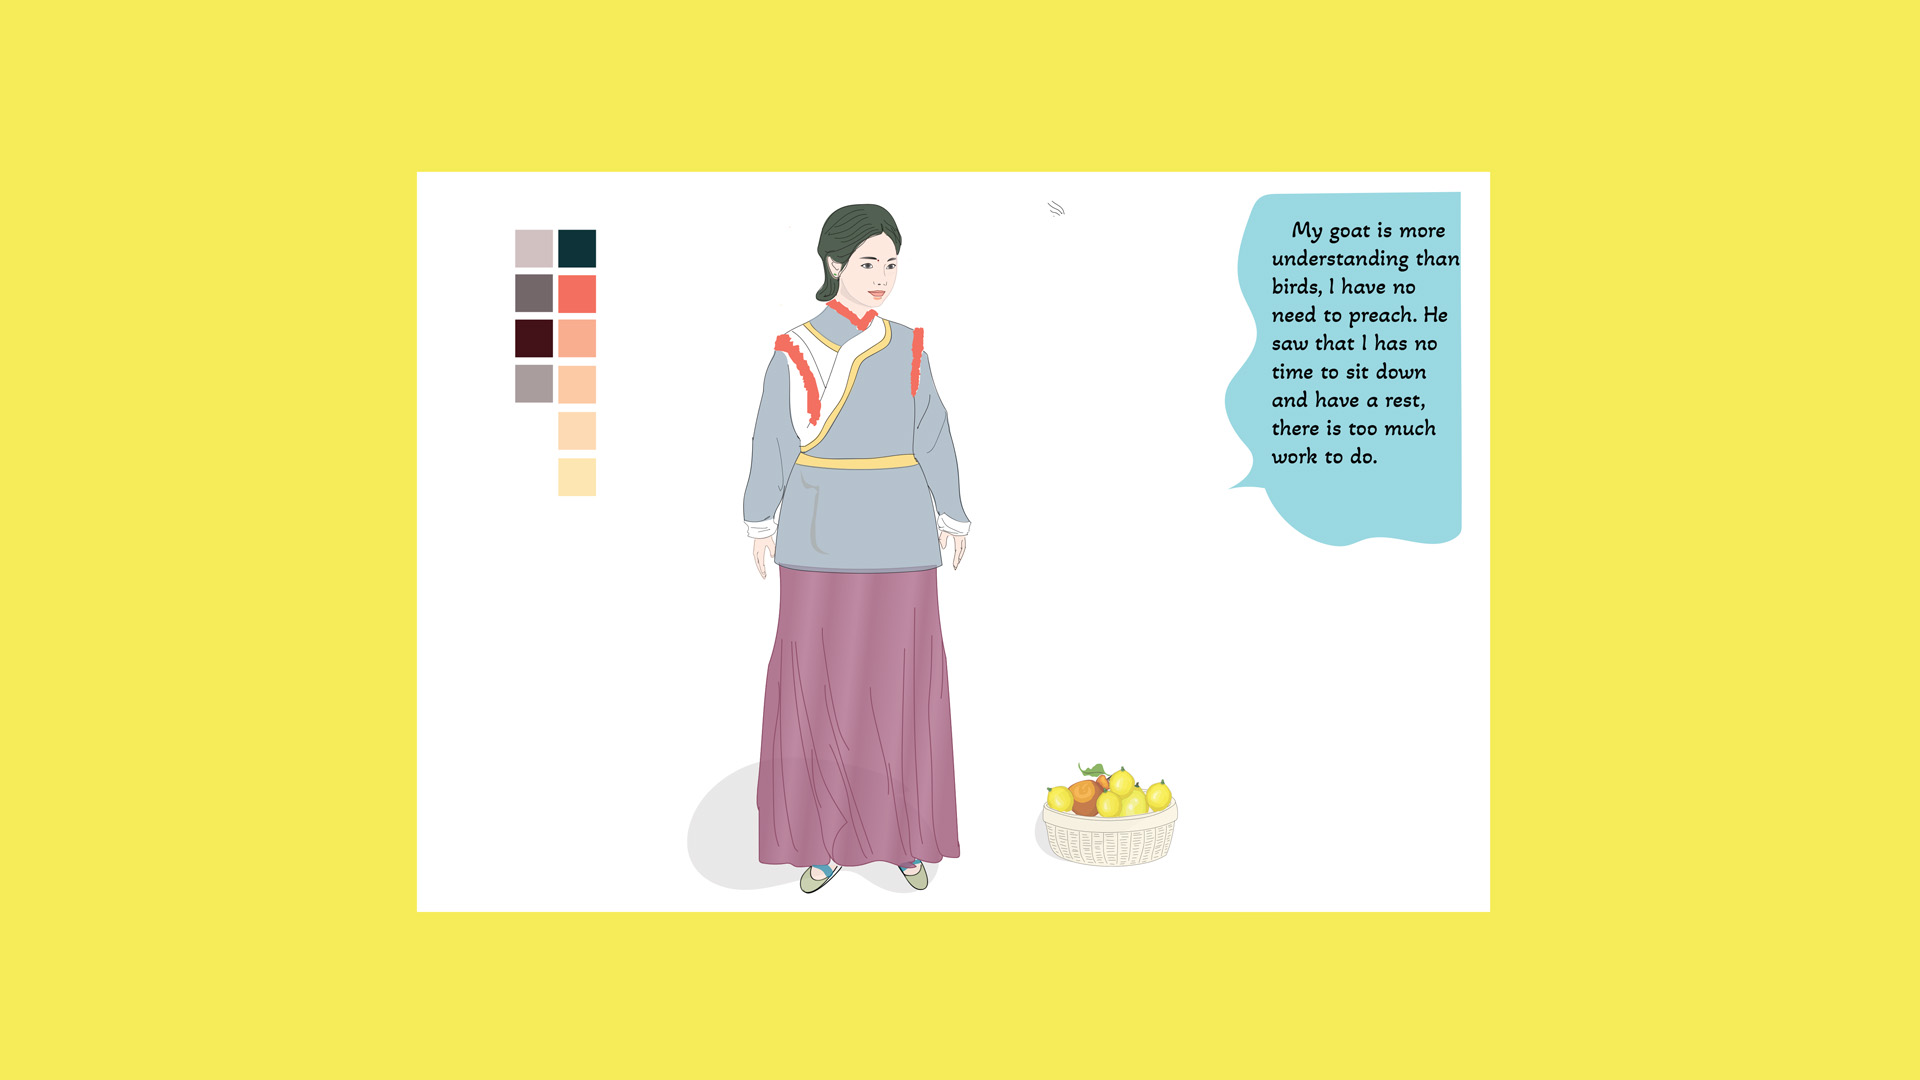 My goat is more
understanding than
birds, I have no
need to preach. He
saw that I has no
time to sit down
and have a rest,
there is too much
work to do.